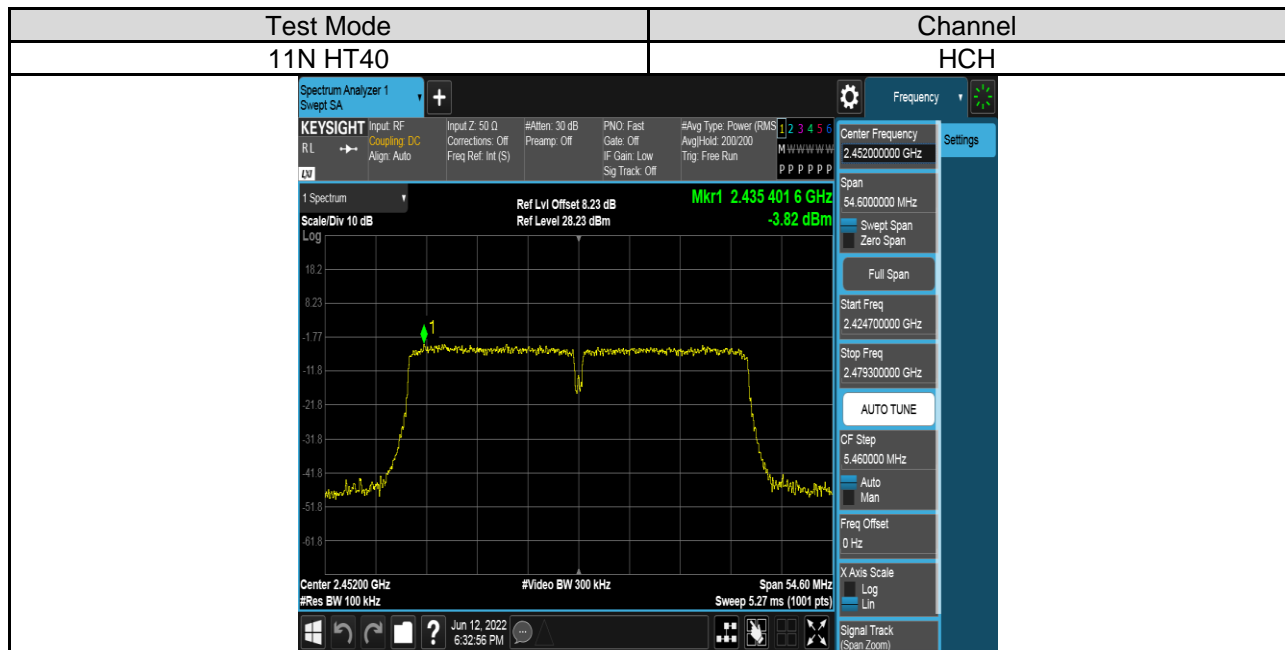 Test Mode Channel
11N HT40 HCH
Spectrum Analyzer 1
Swept SA
+
Frequency
KEYSIGHT
RL
LXI
Input: RF
Coupling: DC
Align: Auto
Input Z: 50 Ω
Corrections: Off
Freq Ref: Int (S)
#Atten: 30 dB
Preamp: Off
PNO: Fast
Gate: Off
IF Gain: Low
Sig Track: Off
#Avg Type: Power (RMS
Avg|Hold: 200/200
Trig: Free Run
1 2 3 4 5 6
M W W W W W
P P P P P P
1 Spectrum
Scale/Div 10 dB
Log
Ref Lvl Offset 8.23 dB
Ref Level 28.23 dBm
Mkr1 2.435 401 6 GHz
-3.82 dBm
18.2
8.23
-1.77
-11.8
-21.8
-31.8
-41.8
-51.8
-61.8
1
Center 2.45200 GHz
#Res BW 100 kHz
#Video BW 300 kHz
Span 54.60 MHz
Sweep 5.27 ms (1001 pts)
?
Jun 12, 2022
6:32:56 PM
Center Frequency
2.452000000 GHz
Settings
Span
54.6000000 MHz
Swept Span
Zero Span
Full Span
Start Freq
2.424700000 GHz
Stop Freq
2.479300000 GHz
AUTO TUNE
CF Step
5.460000 MHz
Auto
Man
Freq Offset
0 Hz
X Axis Scale
Log
Lin
Signal Track
(Span Zoom)